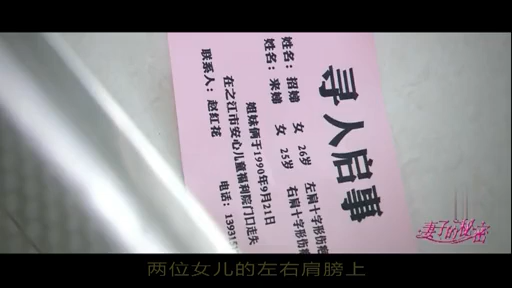 寻人启事
姓名：招娣 女 26岁 左肩十字形伤疤
姓名：来娣 女 25岁 右肩十字形伤疤
姐妹俩于1990年9月21日
在之江市安心儿童福利院门口走失
联系人：赵红花 电话：13931
妻子的秘密
两位女儿的左右肩膀上